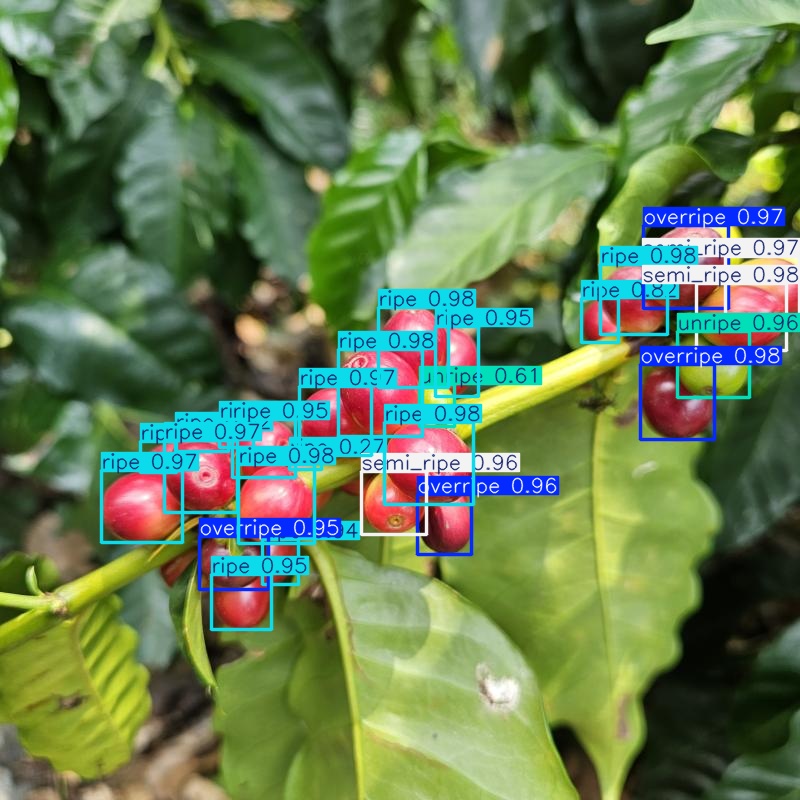 overripe 0.97
semi_ripe 0.97
ripe 0.98
semi_ripe 0.98
ripe 0.82
ripe 0.98
ripe 0.95
unripe 0.96
ripe 0.98
overripe 0.98
ripe 0.97
unripe 0.61
0.95
ripe 0.98
ripe 0.97
0.27
ripe 0.98
ripe 0.97
semi_ripe 0.96
overripe 0.96
overripe 0.95
ripe 0.95